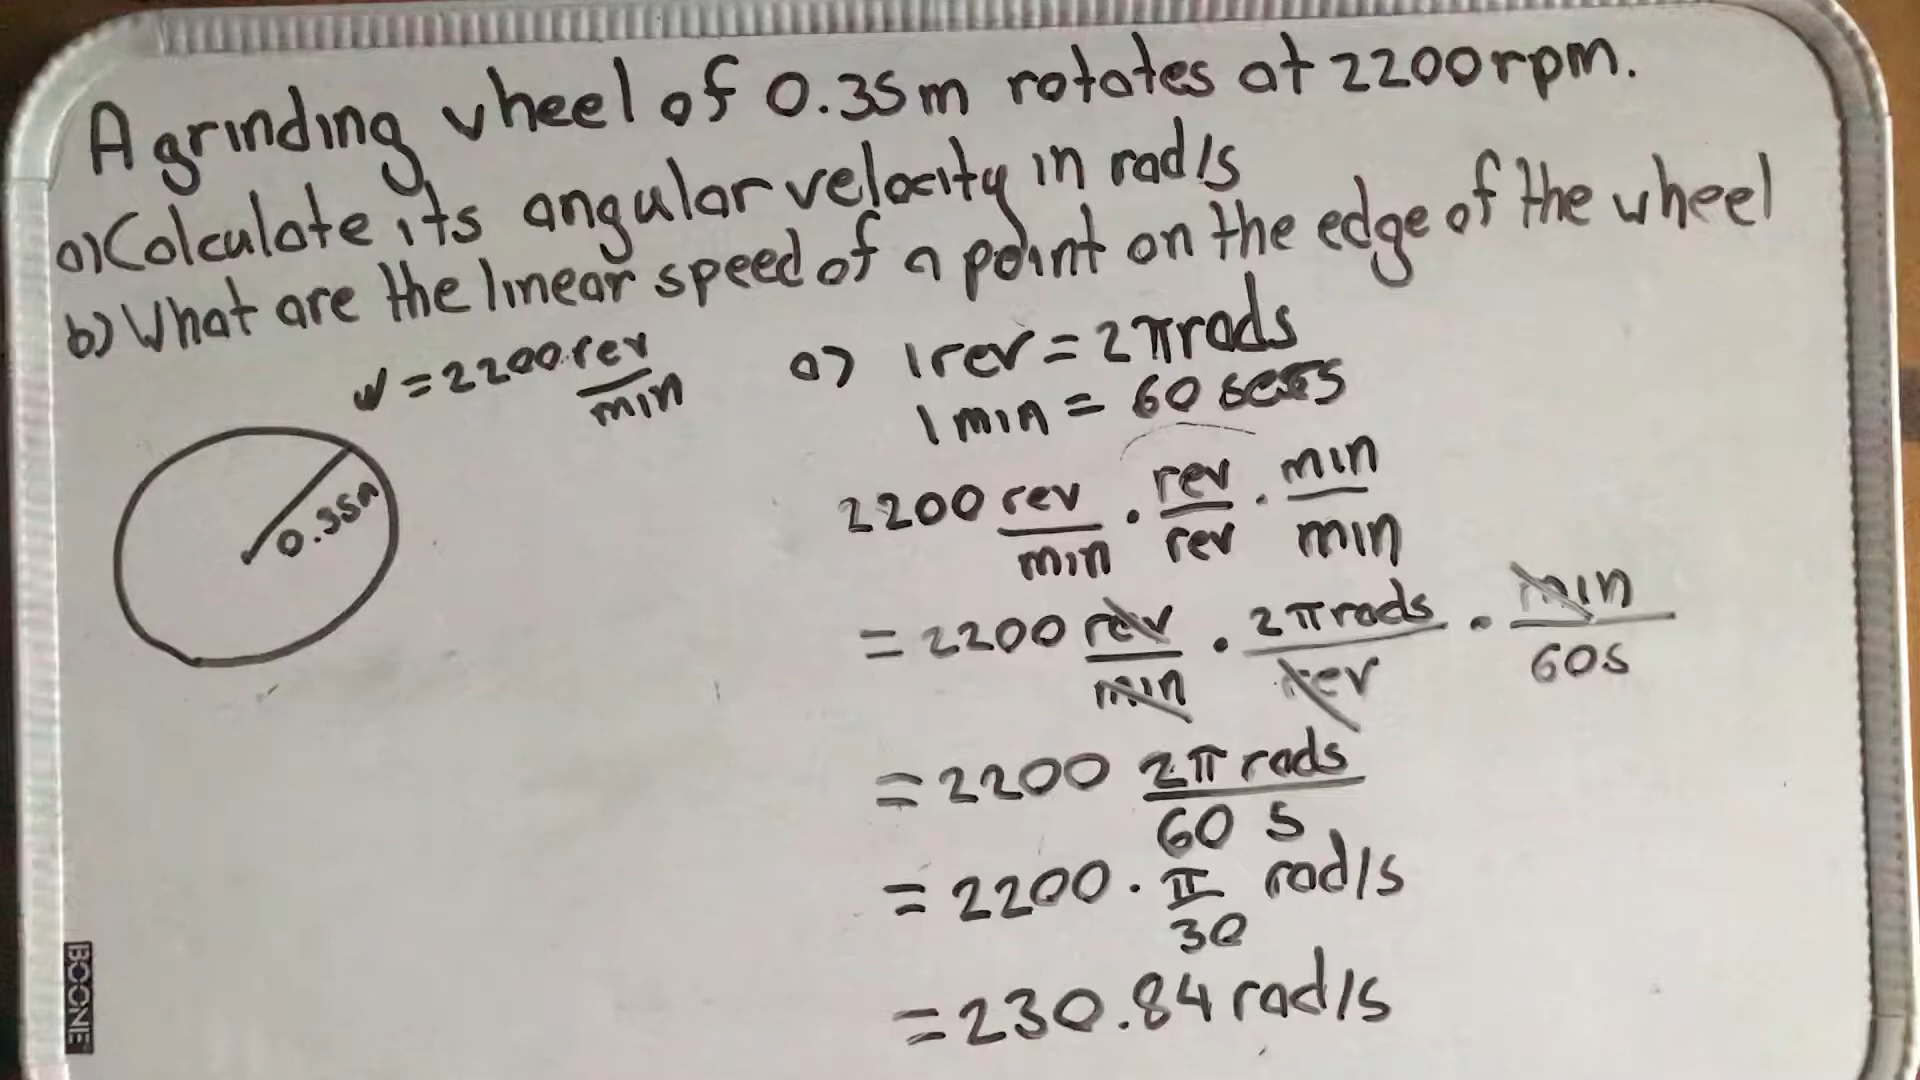 A grinding wheel of 0.35m rotates at 2200rpm.
a) Calculate its angular velocity in rad/s
b) What are the linear speed of a point on the edge of the wheel
w = 2200 rev/min
0.35m
a) 1 rev = 2π rads
1 min = 60 secs
2200 rev/min · rev/rev · min/min
= 2200 rev/min · 2π rads/rev · min/60s
= 2200 2π rads/60 s
= 2200 · π/30 rad/s
= 230.84 rad/s
BOONE